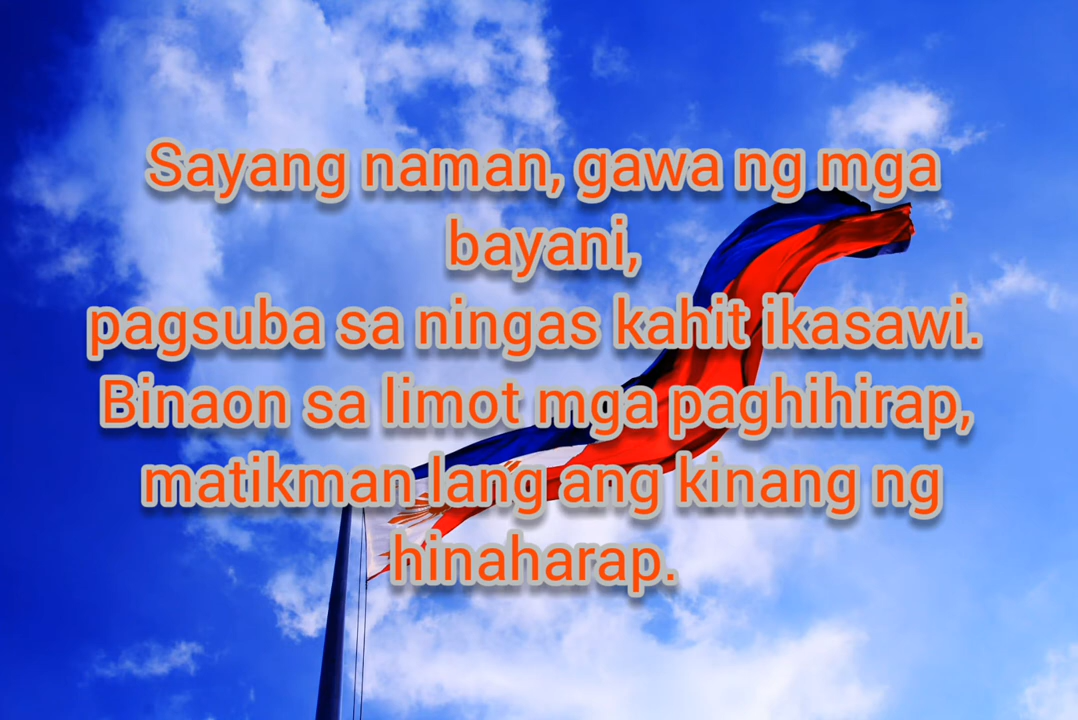 Sayang naman, gawa ng mga
bayani,
pagsuba sa ningas kahit ikasawi.
Binaon sa limot mga paghihirap,
matikman lang ang kinang ng
hinaharap.